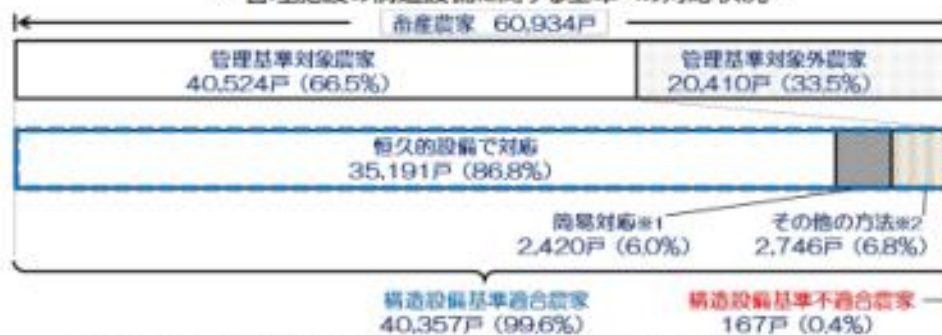 畜産農家 60,934戸
管理基準対象農家
40,524戸 (66.5%)
管理基準対象外農家
20,410戸 (33.5%)
恒久的設備で対応
35,191戸 (86.8%)
簡易対応※1
2,420戸 (6.0%)
その他の方法※2
2,746戸 (6.8%)
構造設備基準適合農家
40,357戸 (99.6%)
構造設備基準不適合農家
167戸 (0.4%)